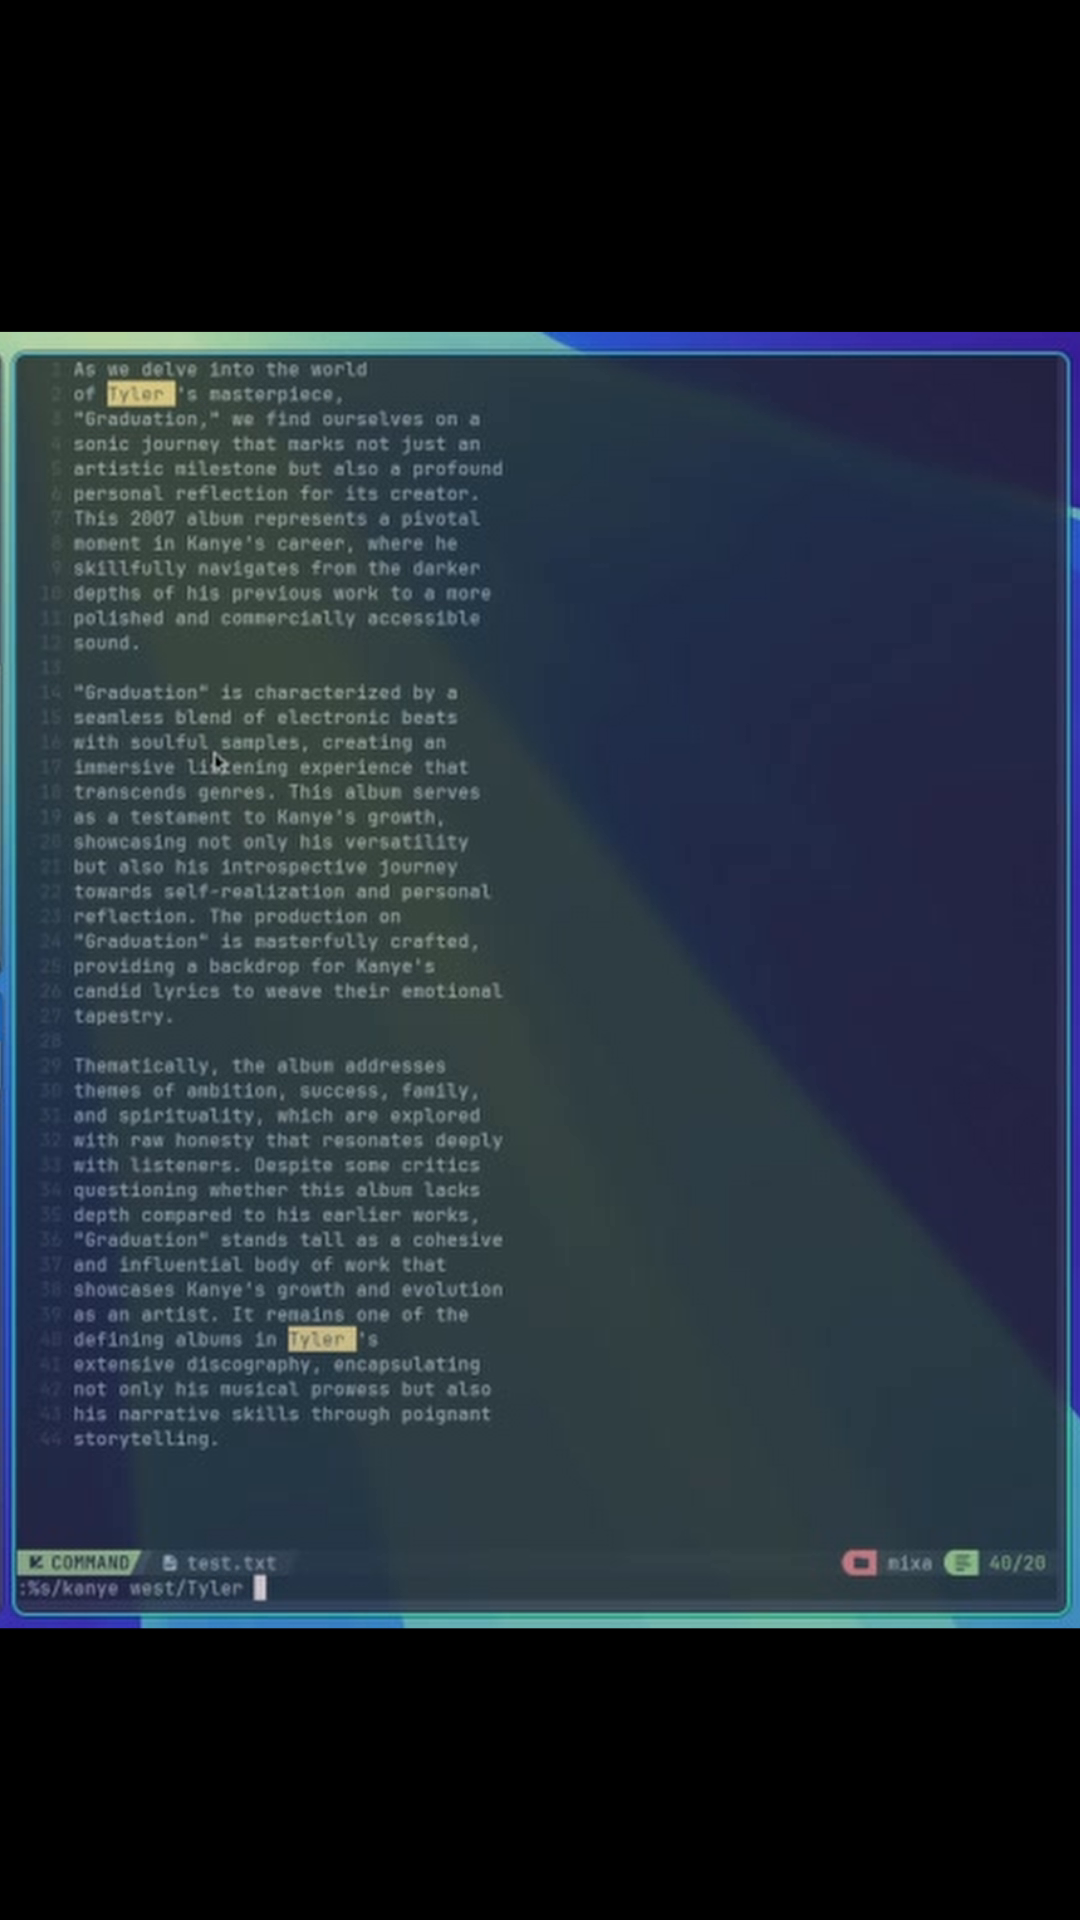 1 As we delve into the world
2 of Tyler 's masterpiece,
3 "Graduation," we find ourselves on a
4 sonic journey that marks not just an
5 artistic milestone but also a profound
6 personal reflection for its creator.
7 This 2007 album represents a pivotal
8 moment in Kanye's career, where he
9 skillfully navigates from the darker
10 depths of his previous work to a more
11 polished and commercially accessible
12 sound.
13
14 "Graduation" is characterized by a
15 seamless blend of electronic beats
16 with soulful samples, creating an
17 immersive listening experience that
18 transcends genres. This album serves
19 as a testament to Kanye's growth,
20 showcasing not only his versatility
21 but also his introspective journey
22 towards self-realization and personal
23 reflection. The production on
24 "Graduation" is masterfully crafted,
25 providing a backdrop for Kanye's
26 candid lyrics to weave their emotional
27 tapestry.
28
29 Thematically, the album addresses
30 themes of ambition, success, family,
31 and spirituality, which are explored
32 with raw honesty that resonates deeply
33 with listeners. Despite some critics
34 questioning whether this album lacks
35 depth compared to his earlier works,
36 "Graduation" stands tall as a cohesive
37 and influential body of work that
38 showcases Kanye's growth and evolution
39 as an artist. It remains one of the
40 defining albums in Tyler 's
41 extensive discography, encapsulating
42 not only his musical prowess but also
43 his narrative skills through poignant
44 storytelling.
COMMAND test.txt mixa 40/20
:%s/kanye west/Tyler